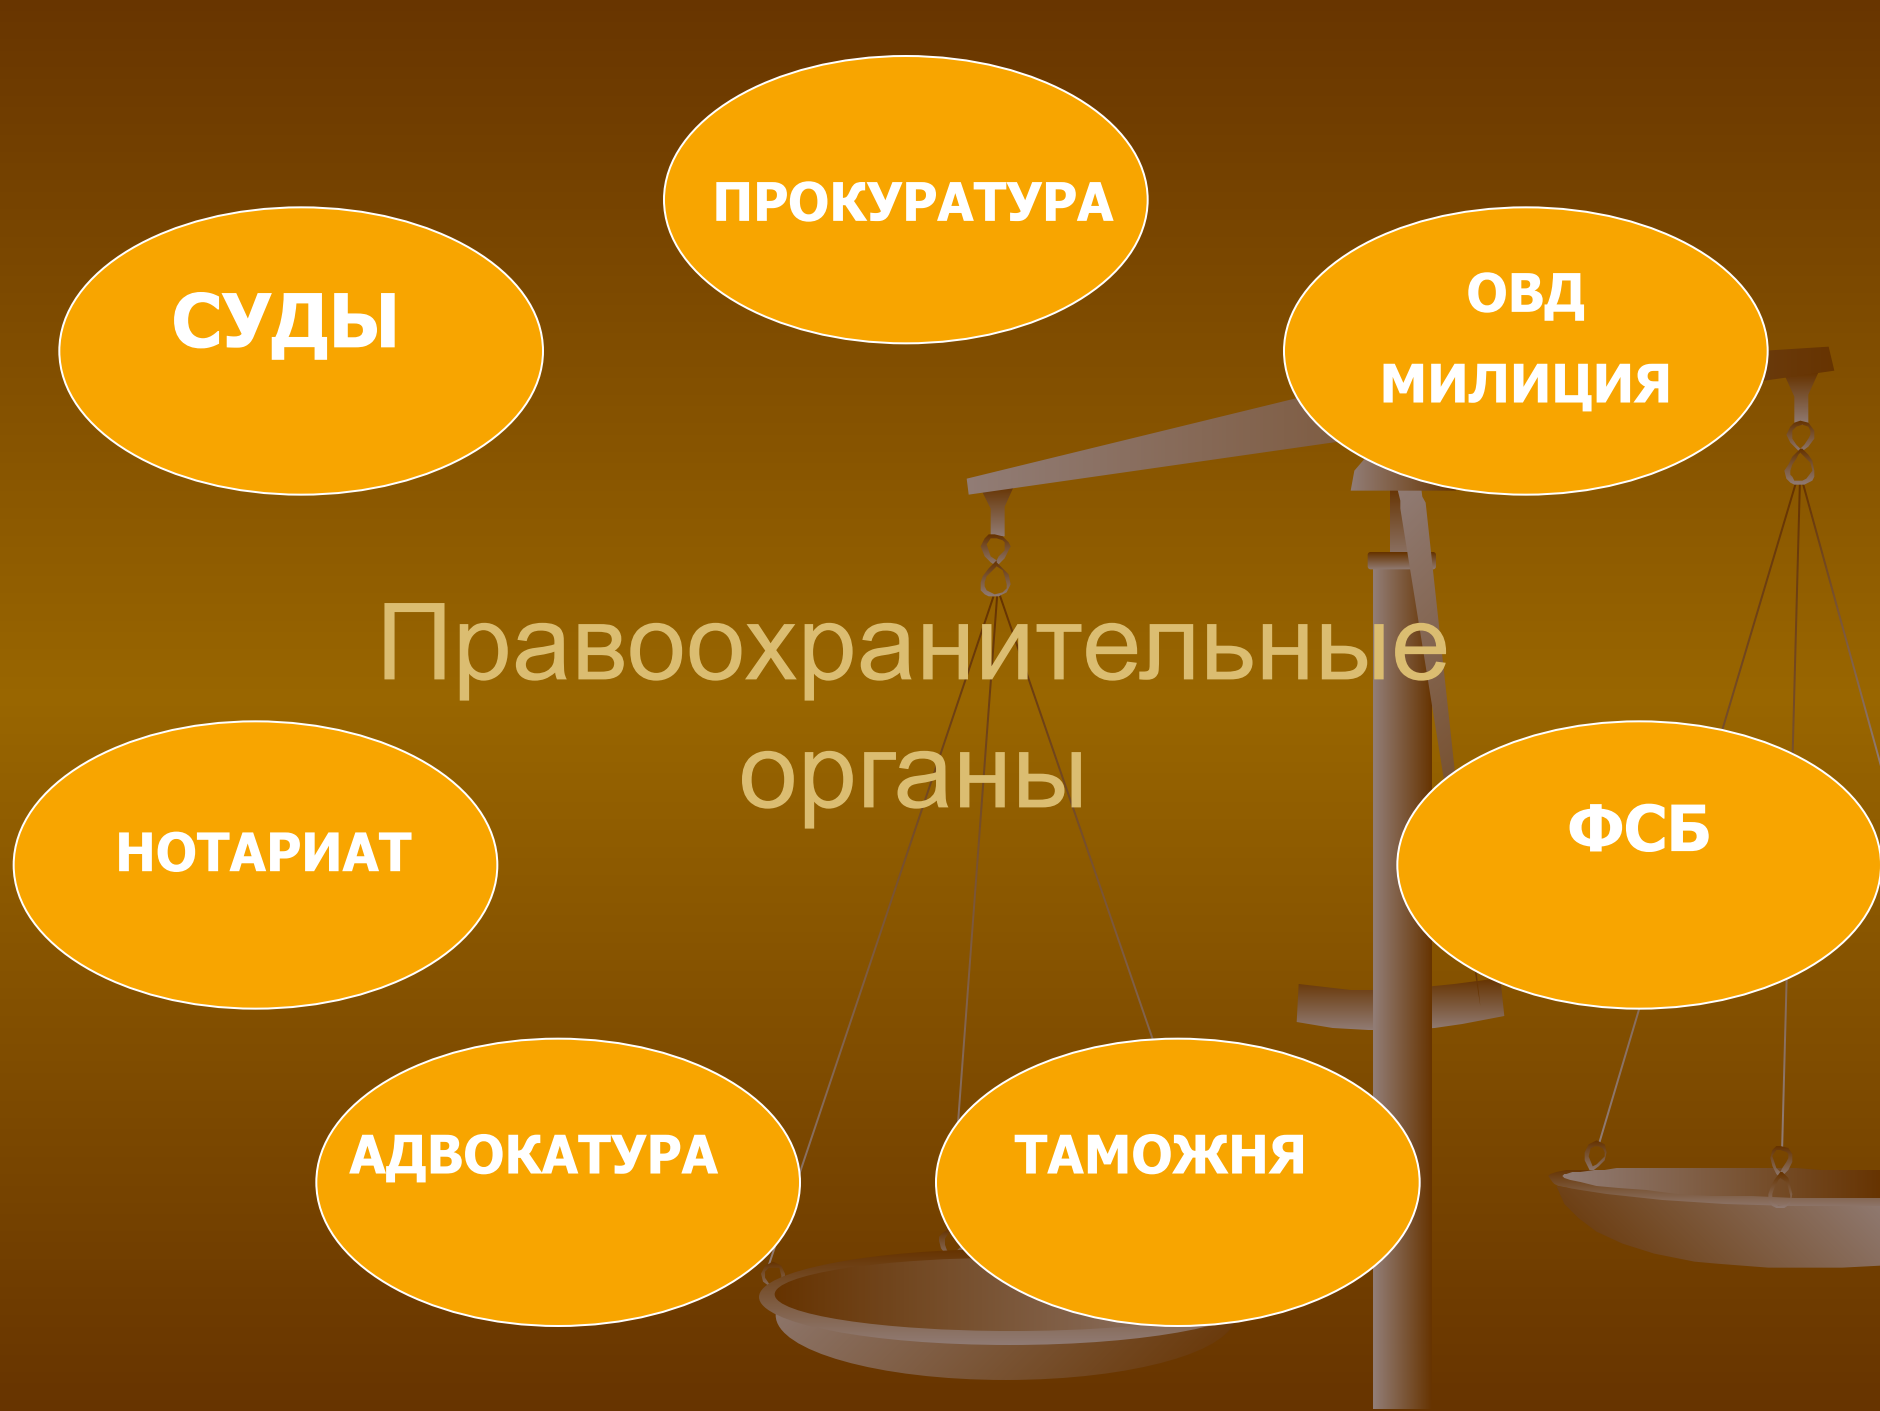 ПРОКУРАТУРА
СУДЫ
ОВД
МИЛИЦИЯ
Правоохранительные
органы
НОТАРИАТ
ФСБ
АДВОКАТУРА
ТАМОЖНЯ